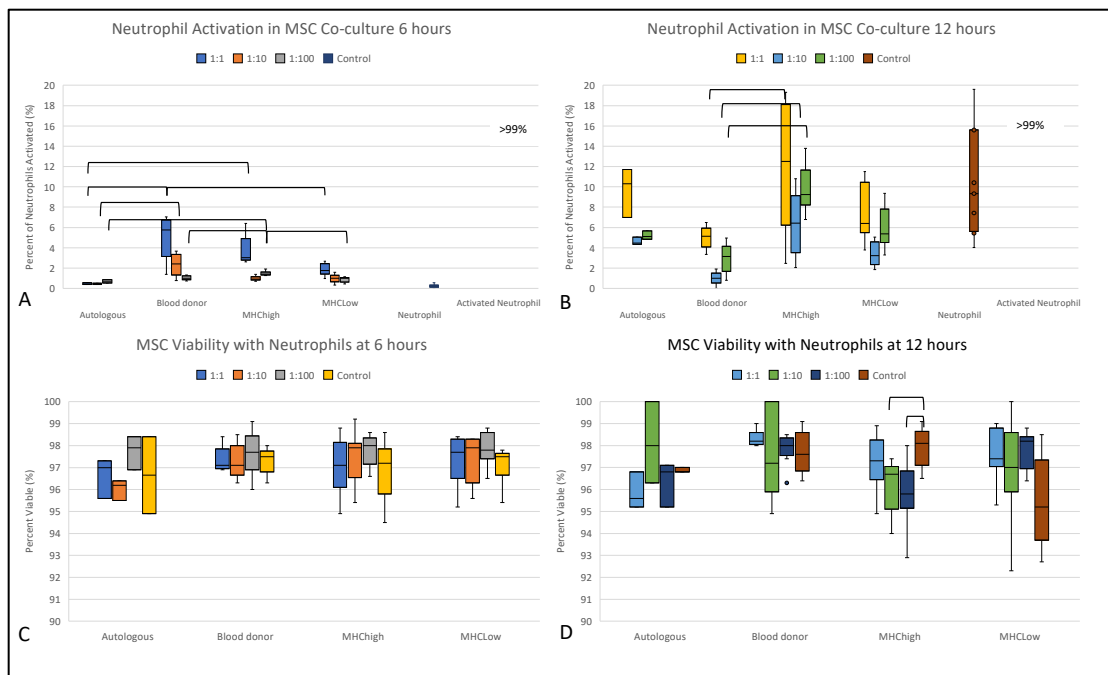 Neutrophil Activation in MSC Co-culture 6 hours
1:1 1:10 1:100 Control
Percent of Neutrophils Activated (%)
20
18
16
14
12
10
8
6
4
2
0
>99%
A
Blood donor MHCLow Activated Neutrophil
Autologous MHChigh Neutrophil
Neutrophil Activation in MSC Co-culture 12 hours
1:1 1:10 1:100 Control
Percent of Neutrophils Activated (%)
20
18
16
14
12
10
8
6
4
2
0
>99%
B
Blood donor MHCLow Activated Neutrophil
Autologous MHChigh Neutrophil
MSC Viability with Neutrophils at 6 hours
1:1 1:10 1:100 Control
Percent Viable (%)
100
99
98
97
96
95
94
93
92
91
90
C
Autologous Blood donor MHChigh MHCLow
MSC Viability with Neutrophils at 12 hours
1:1 1:10 1:100 Control
Percent Viable (%)
100
99
98
97
96
95
94
93
92
91
90
D
Autologous Blood donor MHChigh MHCLow